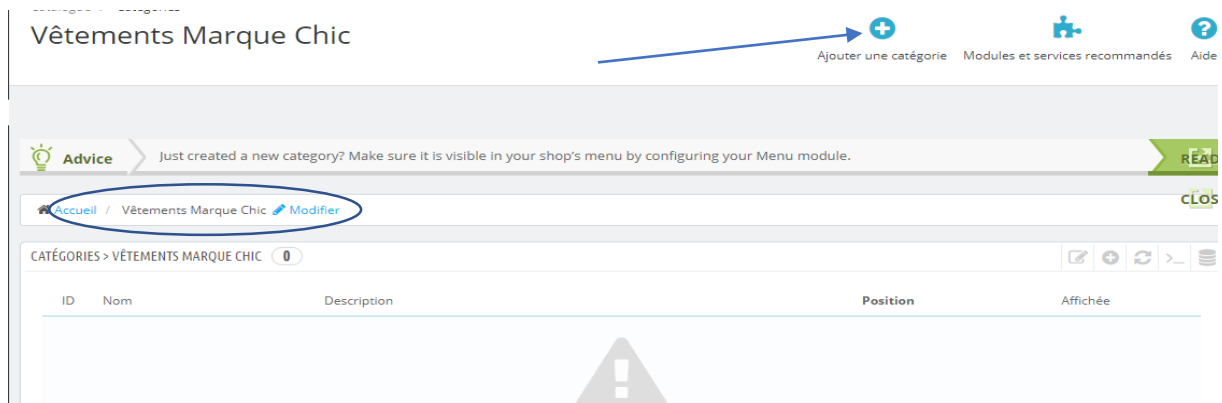 Vêtements Marque Chic
Ajouter une catégorie Modules et services recommandés Aide
Advice Just created a new category? Make sure it is visible in your shop's menu by configuring your Menu module.
READ
CLOS
Accueil / Vêtements Marque Chic Modifier
CATÉGORIES > VÊTEMENTS MARQUE CHIC 0
ID Nom Description Position Affichée